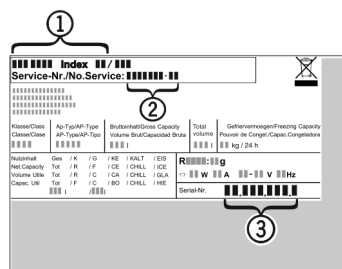 1
Index /
Service-Nr./No.Service: -
2
Klasse/Class Ap-Typ/AP-Type Bruttoinhalt/Gross Capacity Total Gefriervermoegen/Freezing Capacity
Classe/Clase AP-Type/AP-Tipo Volume Brut/Capacidad Bruta volume Pouvoir de Congel./Capac.Congeladora
l l kg / 24 h
Nutzinhalt Ges / K / G / KE / KALT / EIS
Net.Capacity Tot / R / F / CE / CHILL / ICE
Volume Utile Tot / R / C / CA / CHILL / GLA
Capac. Util Tot / F / C / BO / CHILL / HIE
l / l
R : g
W A - V Hz
Serial-Nr. . . .
3